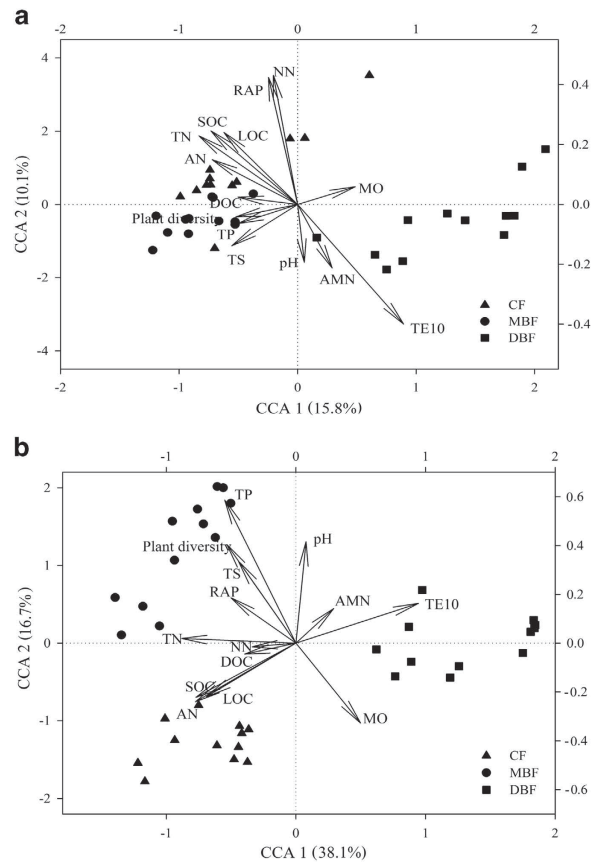 a
-2 -1 0 1 2
4
2
0
-2
-4
0.4
0.2
0.0
-0.2
-0.4
NN
RAP
SOC
TN
LOC
AN
MO
DOC
Plant diversity
TP
TS
pH
AMN
TE10
CF
MBF
DBF
CCA 2 (10.1%)
-2 -1 0 1 2
CCA 1 (15.8%)
b
-1 0 1 2
2
1
0
-1
-2
0.6
0.4
0.2
0.0
-0.2
-0.4
-0.6
TP
pH
Plant diversity
TS
RAP
AMN
TE10
TN
NN
DOC
SOC
LOC
AN
MO
CF
MBF
DBF
CCA 2 (16.7%)
-1 0 1 2
CCA 1 (38.1%)